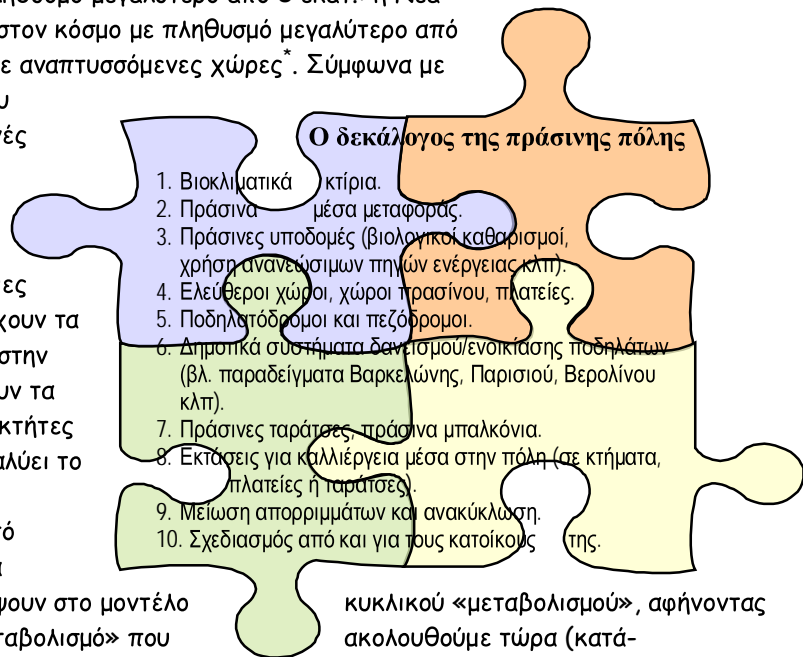 στον κόσμο με πληθυσμό μεγαλύτερο από
ε αναπτυσσόμενες χώρες*. Σύμφωνα με
υ
Ο δεκάλογος της πράσινης πόλης
1. Βιοκλιματικά κτίρια.
2. Πράσινα μέσα μεταφοράς.
3. Πράσινες υποδομές (βιολογικοί καθαρισμοί,
χρήση ανανεώσιμων πηγών ενέργειας κλπ).
4. Ελεύθεροι χώροι, χώροι πρασίνου, πλατείες.
5. Ποδηλατόδρομοι και πεζόδρομοι.
6. Δημοτικά συστήματα δανεισμού/ενοικίασης ποδηλάτων
(βλ. παραδείγματα Βαρκελώνης, Παρισιού, Βερολίνου
κλπ).
7. Πράσινες ταράτσες, πράσινα μπαλκόνια.
8. Εκτάσεις για καλλιέργεια μέσα στην πόλη (σε κτήματα,
πλατείες ή ταράτσες).
9. Μείωση απορριμμάτων και ανακύκλωση.
10. Σχεδιασμός από και για τους κατοίκους της.
ες
χουν τα
στην
υν τα
κτήτες
αλύει το
ό
ψουν στο μοντέλο κυκλικού «μεταβολισμού», αφήνοντας
ταβολισμό» που ακολουθούμε τώρα (κατά-